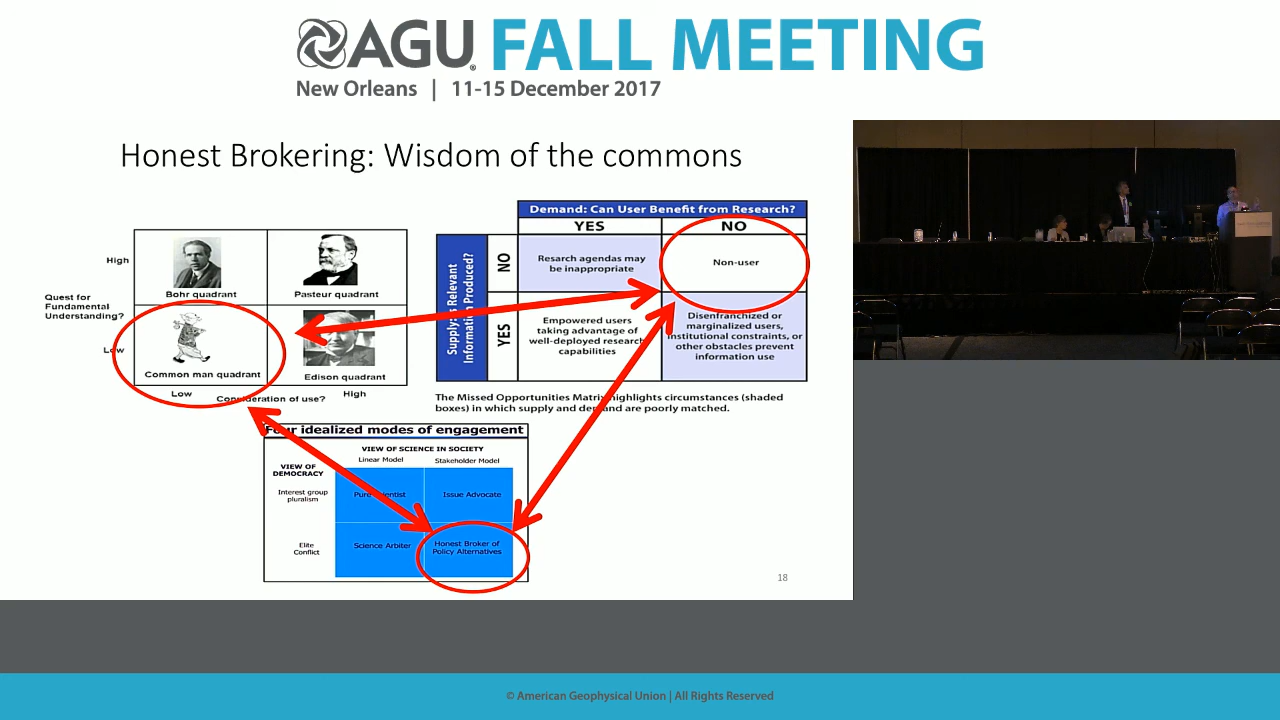 AGU FALL MEETING
New Orleans | 11-15 December 2017
Honest Brokering: Wisdom of the commons
High
Quest for
Fundamental
Understanding?
Low
Bohr quadrant
Pasteur quadrant
Common man quadrant
Edison quadrant
Low
Consideration of use?
High
Demand: Can User Benefit from Research?
YES
NO
Supply: Is Relevant
Information Produced?
NO
Resarch agendas may
be inappropriate
Non-user
YES
Empowered users
taking advantage of
well-deployed research
capabilities
Disenfranchized or
marginalized users,
institutional constraints, or
other obstacles prevent
information use
The Missed Opportunities Matrix highlights circumstances (shaded
boxes) in which supply and demand are poorly matched.
Four idealized modes of engagement
VIEW OF SCIENCE IN SOCIETY
Linear Model
Stakeholder Model
VIEW OF
DEMOCRACY
Interest group
pluralism
Pure Scientist
Issue Advocate
Elite
Conflict
Science Arbiter
Honest Broker of
Policy Alternatives
18
© American Geophysical Union | All Rights Reserved